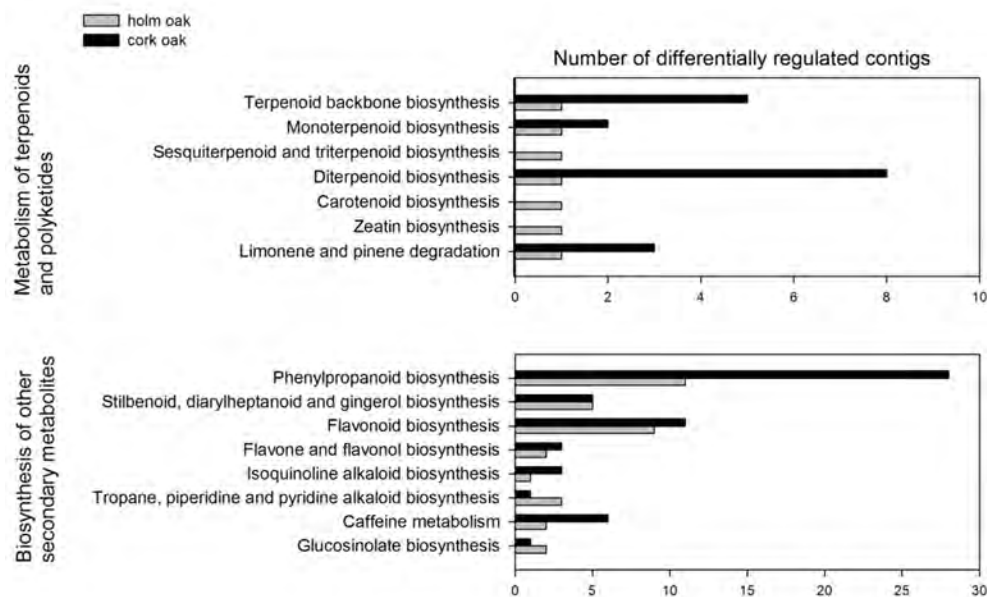 holm oak
cork oak
Number of differentially regulated contigs
Metabolism of terpenoids
and polyketides
Terpenoid backbone biosynthesis
Monoterpenoid biosynthesis
Sesquiterpenoid and triterpenoid biosynthesis
Diterpenoid biosynthesis
Carotenoid biosynthesis
Zeatin biosynthesis
Limonene and pinene degradation
0 2 4 6 8 10
Biosynthesis of other
secondary metabolites
Phenylpropanoid biosynthesis
Stilbenoid, diarylheptanoid and gingerol biosynthesis
Flavonoid biosynthesis
Flavone and flavonol biosynthesis
Isoquinoline alkaloid biosynthesis
Tropane, piperidine and pyridine alkaloid biosynthesis
Caffeine metabolism
Glucosinolate biosynthesis
0 5 10 15 20 25 30